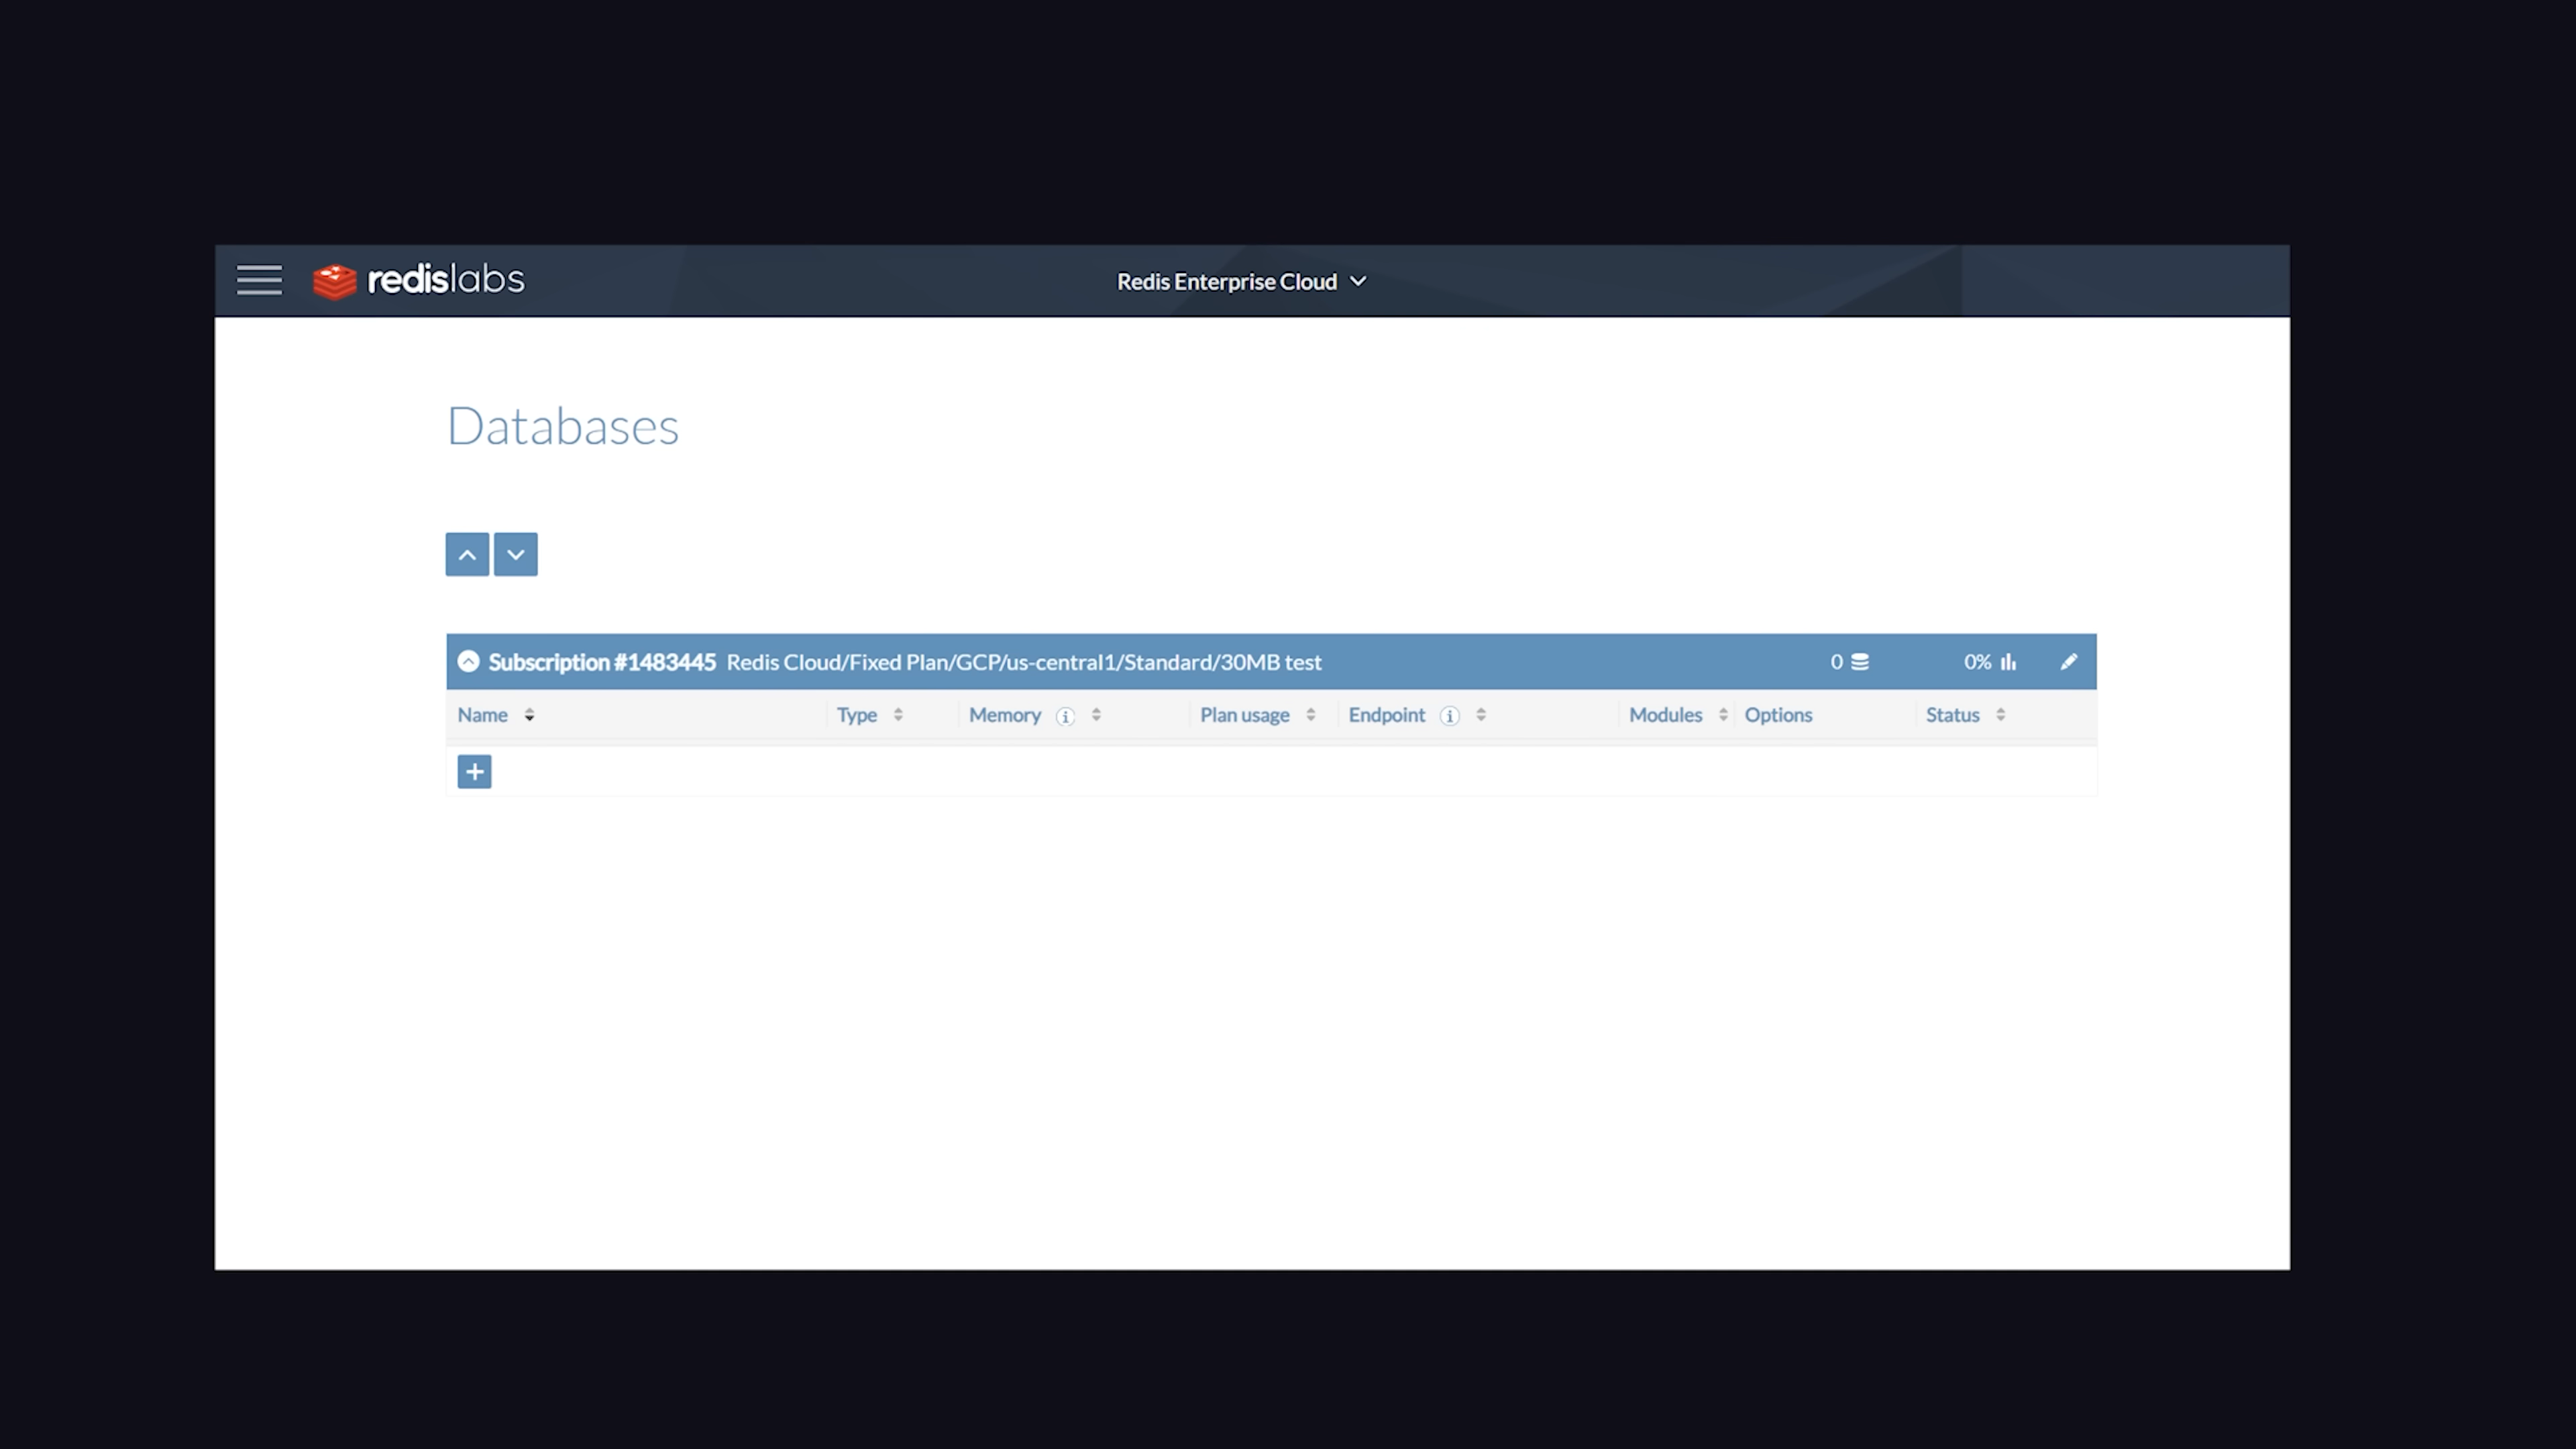 redislabs
Redis Enterprise Cloud
Databases
Subscription #1483445 Redis Cloud/Fixed Plan/GCP/us-central1/Standard/30MB test 0 0%
Name Type Memory Plan usage Endpoint Modules Options Status